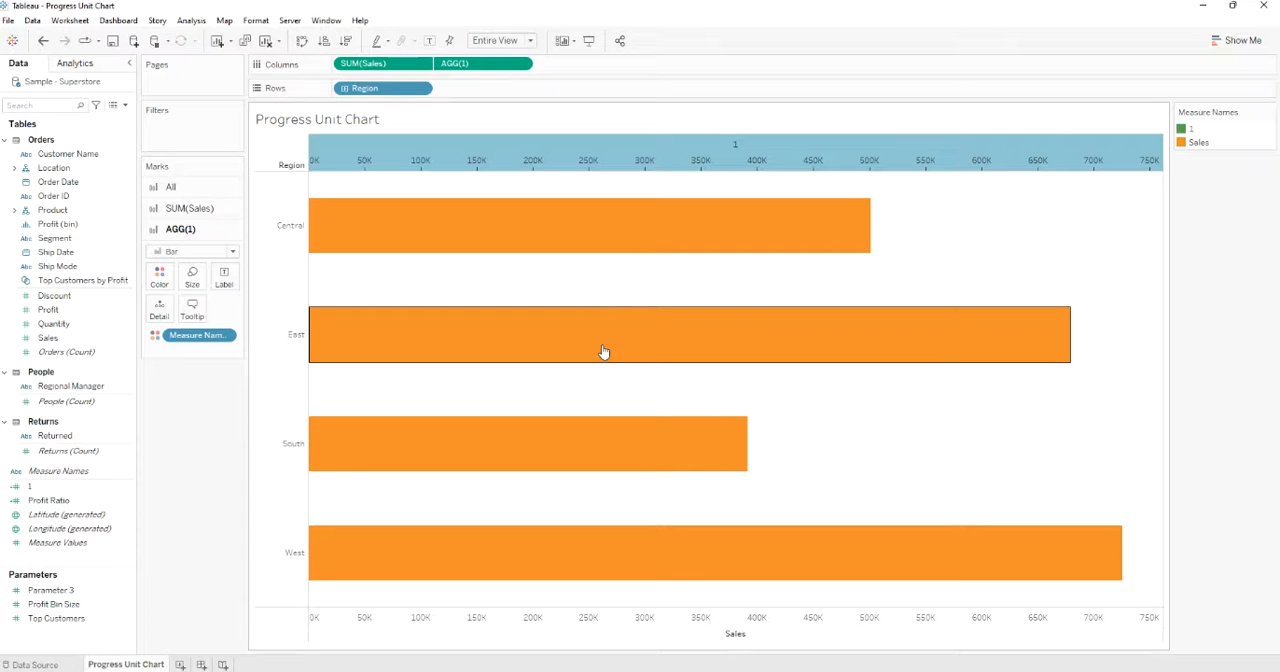 Tableau - Progress Unit Chart
File Data Worksheet Dashboard Story Analysis Map Format Server Window Help
Entire View
Show Me
Data Analytics
Sample - Superstore
Search
Tables
Orders
Abc Customer Name
Location
Order Date
Abc Order ID
Product
Profit (bin)
Abc Segment
Ship Date
Abc Ship Mode
Top Customers by Profit
# Discount
# Profit
# Quantity
# Sales
# Orders (Count)
People
Abc Regional Manager
# People (Count)
Returns
Abc Returned
# Returns (Count)
Abc Measure Names
1
Profit Ratio
Latitude (generated)
Longitude (generated)
# Measure Values
Parameters
# Parameter 3
# Profit Bin Size
# Top Customers
Pages
Filters
Marks
All
SUM(Sales)
AGG(1)
Bar
Color Size Label
Detail Tooltip
Measure Nam..
Columns SUM(Sales) AGG(1)
Rows Region
Progress Unit Chart
1
Region 0K 50K 100K 150K 200K 250K 300K 350K 400K 450K 500K 550K 600K 650K 700K 750K
Central
East
South
West
0K 50K 100K 150K 200K 250K 300K 350K 400K 450K 500K 550K 600K 650K 700K 750K
Sales
Measure Names
1
Sales
Data Source Progress Unit Chart